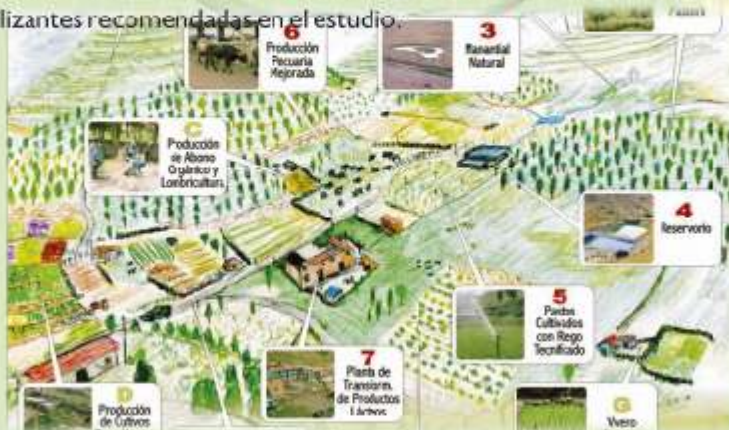 lizantes recomendadas en el estudio.
6
Producción
Pecuaria
Mejorada
3
Manantial
Natural
C
Producción
de Abono
Orgánico y
Lombricultura
4
Reservorio
5
Pastos
Cultivados
con Riego
Tecnificado
7
Planta de
Transform.
de Productos
Lácteos
D
Producción
de Cultivos
G
Vivero